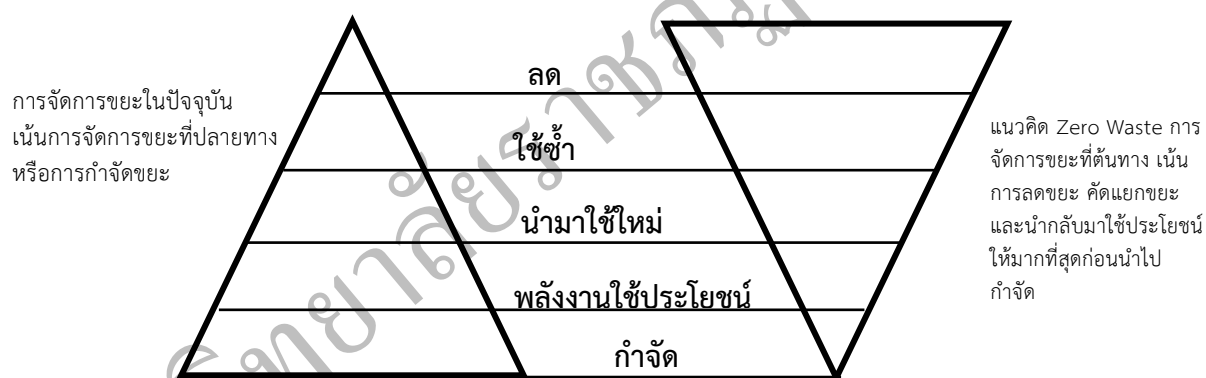 การจัดการขยะในปัจจุบัน
เน้นการจัดการขยะที่ปลายทาง
หรือการกำจัดขยะ
ลด
ใช้ซ้ำ
นำมาใช้ใหม่
พลังงานใช้ประโยชน์
กำจัด
แนวคิด Zero Waste การ
จัดการขยะที่ต้นทาง เน้น
การลดขยะ คัดแยกขยะ
และนำกลับมาใช้ประโยชน์
ให้มากที่สุดก่อนนำไป
กำจัด